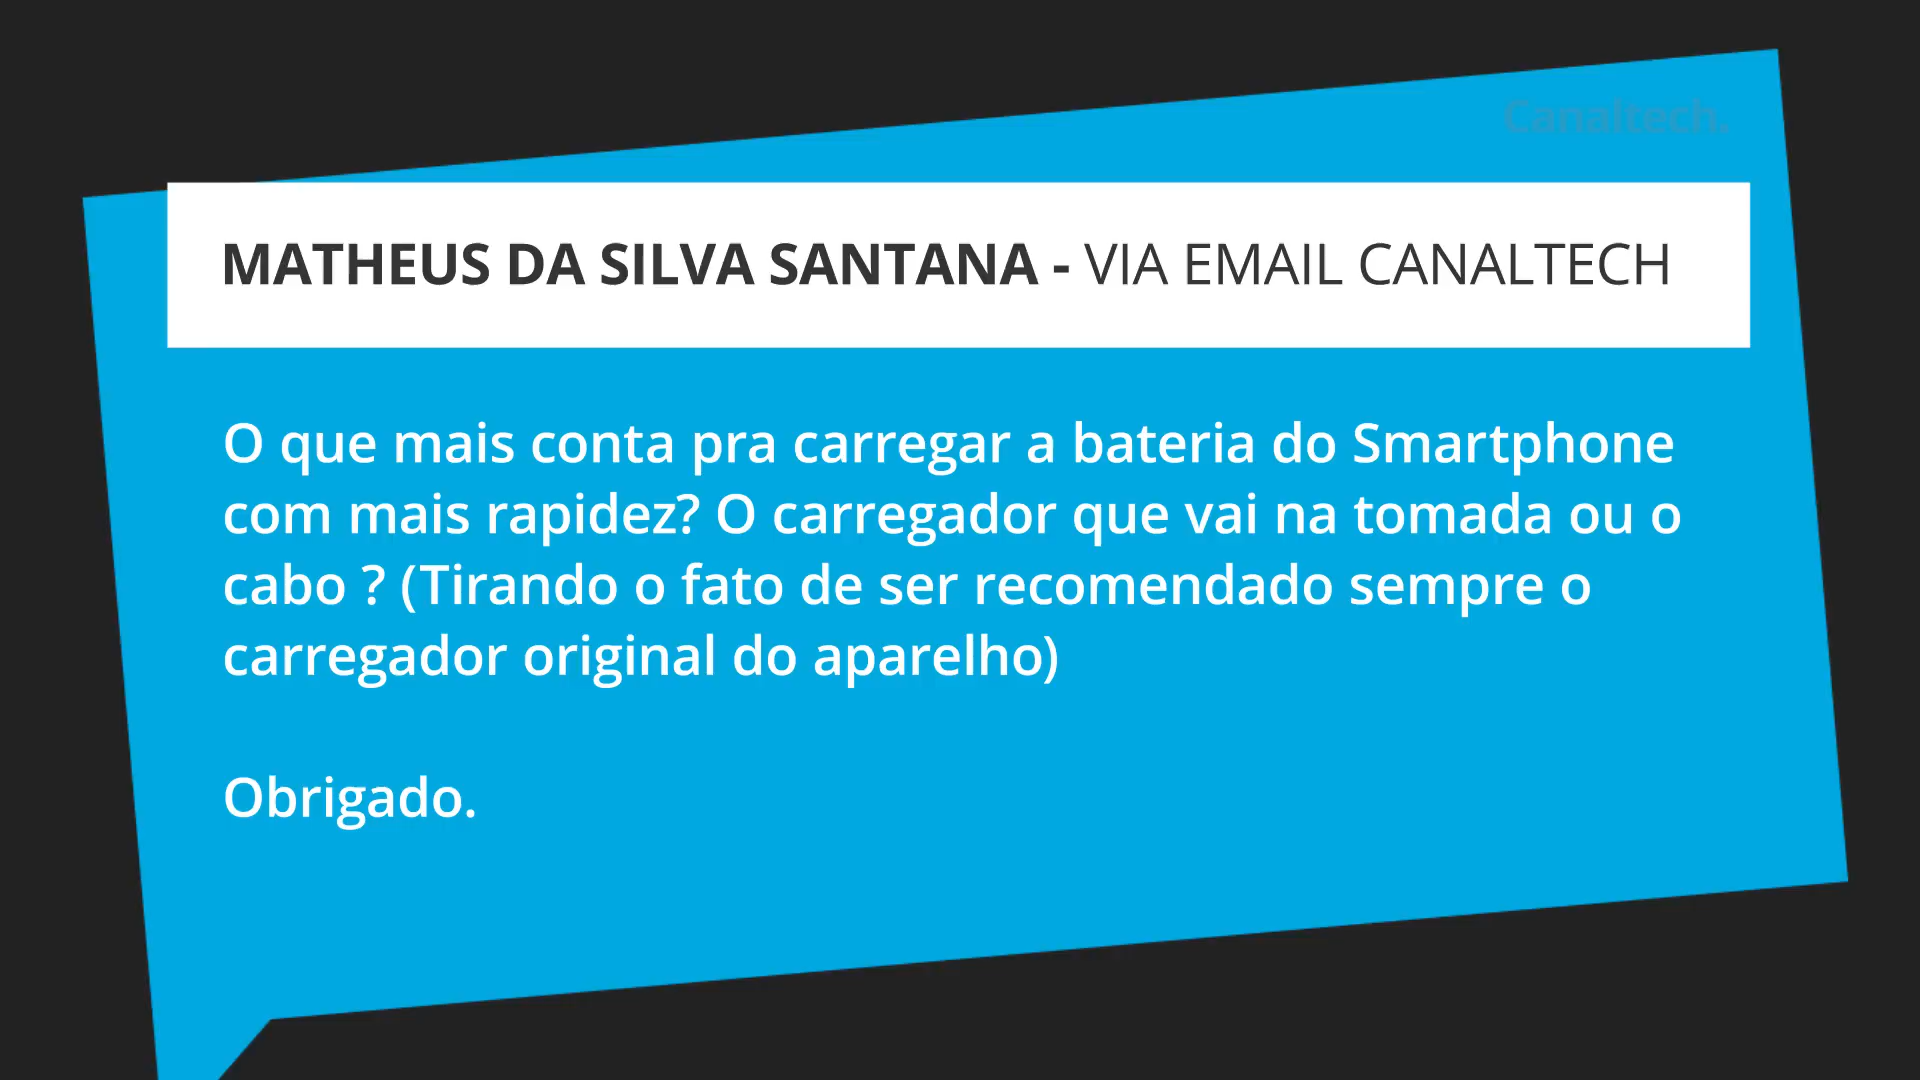 Canaltech.
MATHEUS DA SILVA SANTANA - VIA EMAIL CANALTECH
O que mais conta pra carregar a bateria do Smartphone
com mais rapidez? O carregador que vai na tomada ou o
cabo ? (Tirando o fato de ser recomendado sempre o
carregador original do aparelho)
Obrigado.